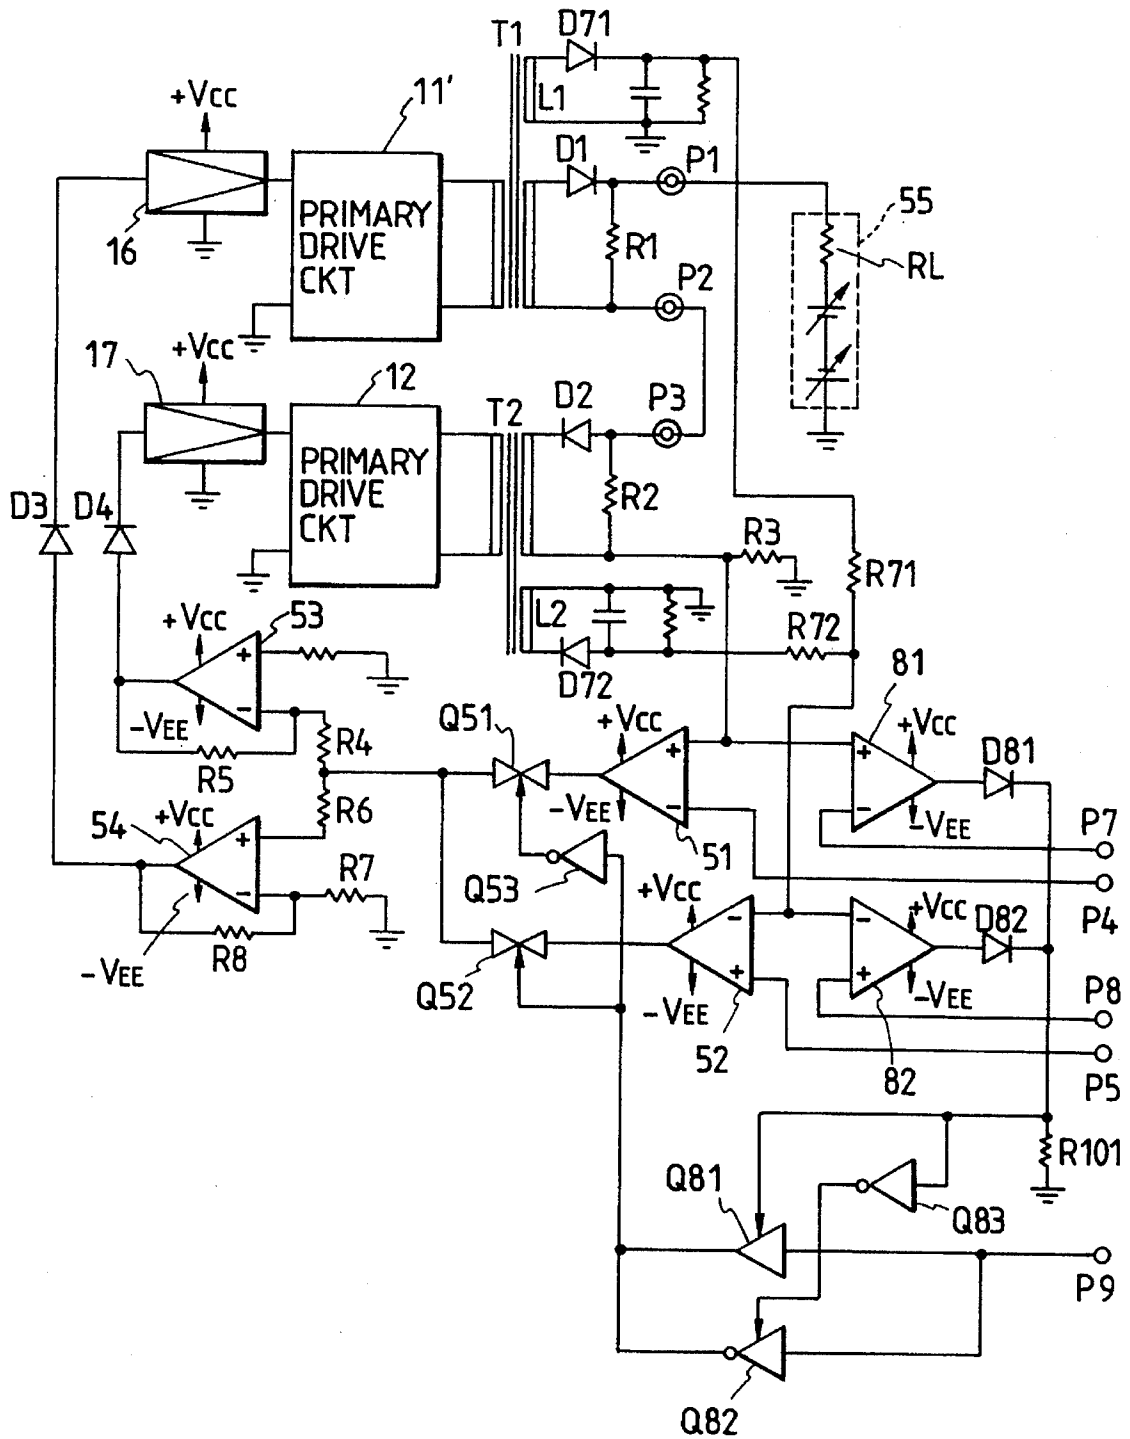 T1
D71
L1
+VCC
11'
16
PRIMARY
DRIVE
CKT
D1
P1
R1
P2
55
RL
17
+VCC
12
PRIMARY
DRIVE
CKT
T2
D2
P3
R2
D3
D4
R3
R71
L2
R72
D72
+VCC
53
+
−
-VEE
R4
R5
R6
54
+VCC
+
−
R7
R8
-VEE
Q51
+VCC
+
−
-VEE
51
Q53
81
+VCC
+
−
-VEE
D81
P7
P4
+VCC
−
+
-VEE
52
Q52
+VCC
−
+
-VEE
82
D82
P8
P5
R101
Q81
Q83
P9
Q82